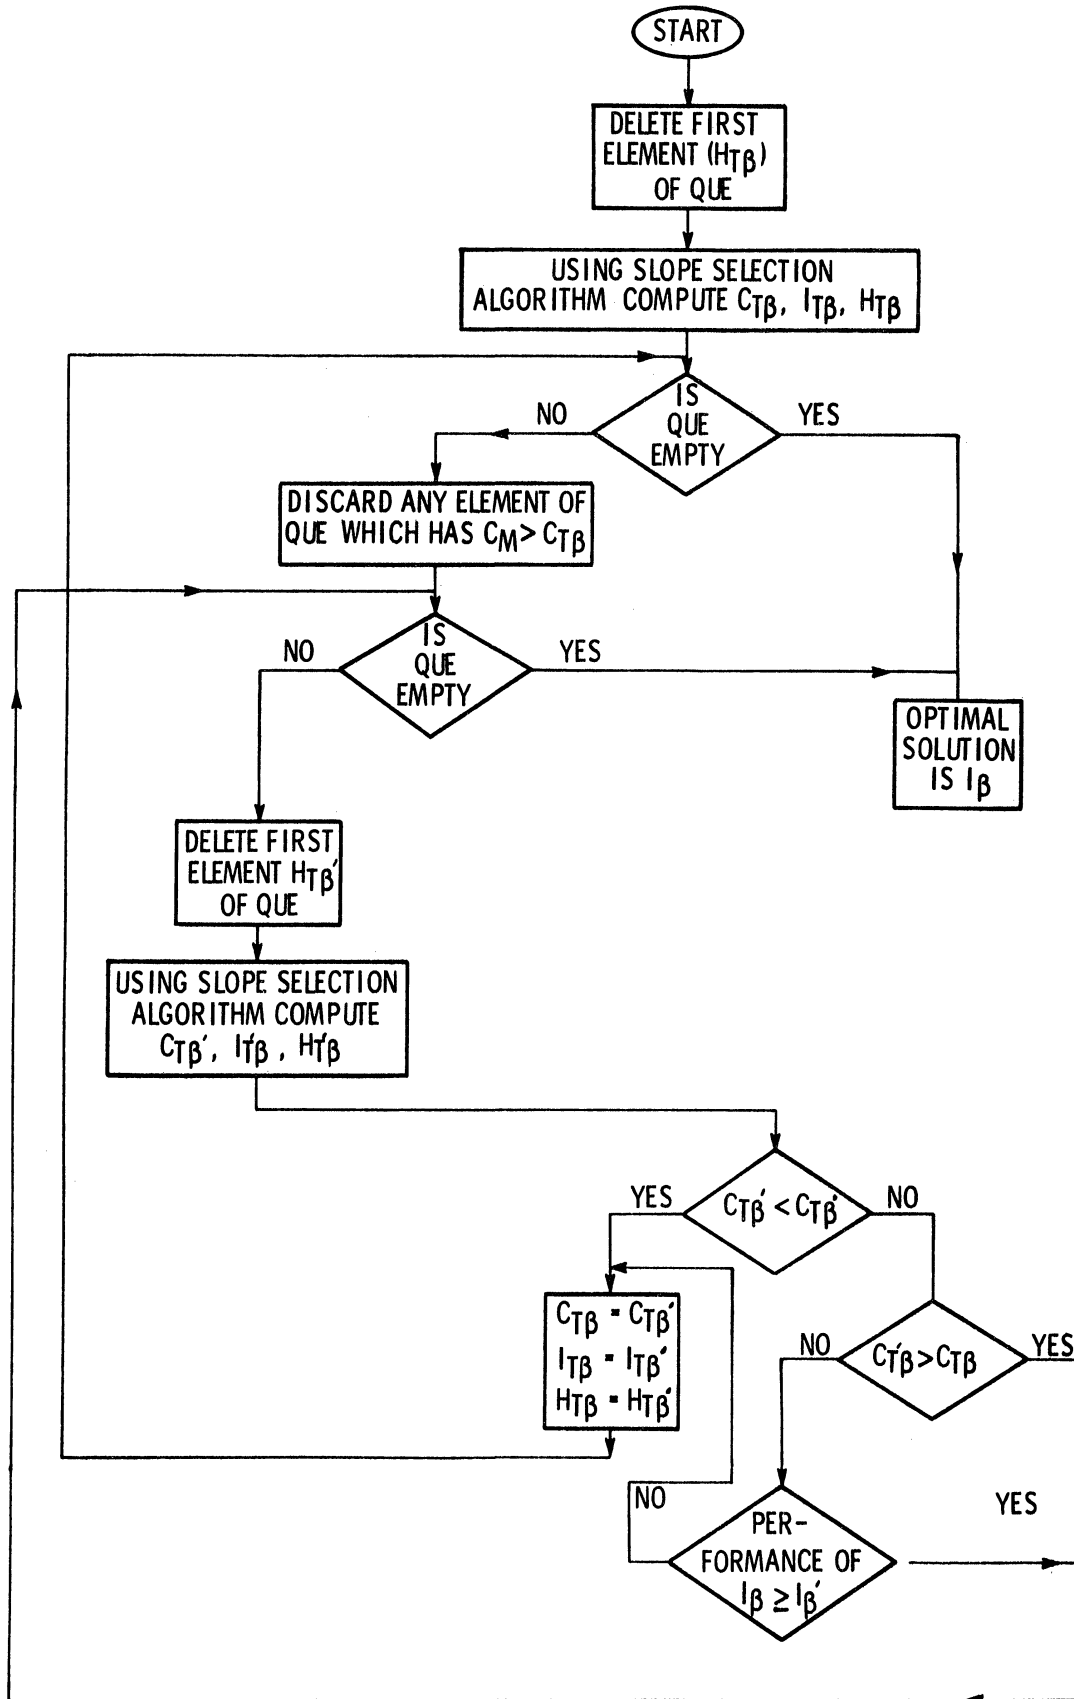 START
DELETE FIRST
ELEMENT (HTβ)
OF QUE
USING SLOPE SELECTION
ALGORITHM COMPUTE CTβ, ITβ, HTβ
IS
QUE
EMPTY
NO
YES
DISCARD ANY ELEMENT OF
QUE WHICH HAS CM > CTβ
IS
QUE
EMPTY
NO
YES
OPTIMAL
SOLUTION
IS Iβ
DELETE FIRST
ELEMENT HTβ'
OF QUE
USING SLOPE SELECTION
ALGORITHM COMPUTE
CTβ', IT'β, HT'β
YES
CTβ' < CTβ'
NO
CTβ = CTβ'
ITβ = ITβ'
HTβ = HTβ'
NO
CT'β > CTβ
YES
NO
YES
PER-
FORMANCE OF
Iβ ≥ Iβ'